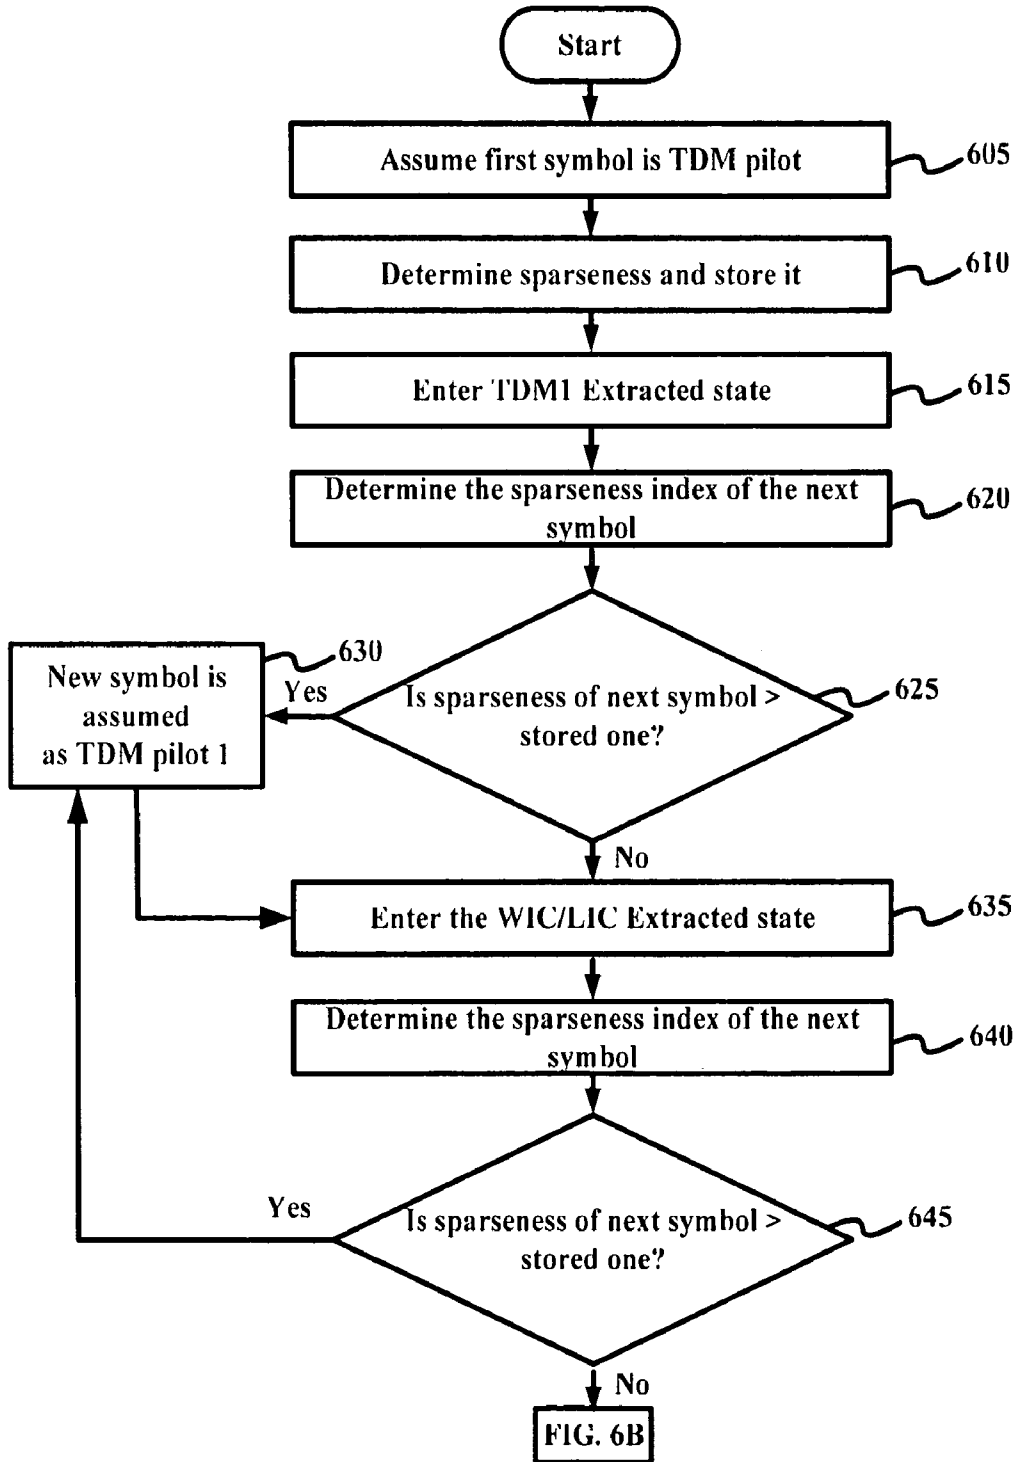 Start
Assume first symbol is TDM pilot
605
Determine sparseness and store it
610
Enter TDM1 Extracted state
615
Determine the sparseness index of the next
symbol
620
630
New symbol is
assumed
as TDM pilot 1
Yes
Is sparseness of next symbol >
stored one?
625
No
Enter the WIC/LIC Extracted state
635
Determine the sparseness index of the next
symbol
640
Yes
Is sparseness of next symbol >
stored one?
645
No
FIG. 6B